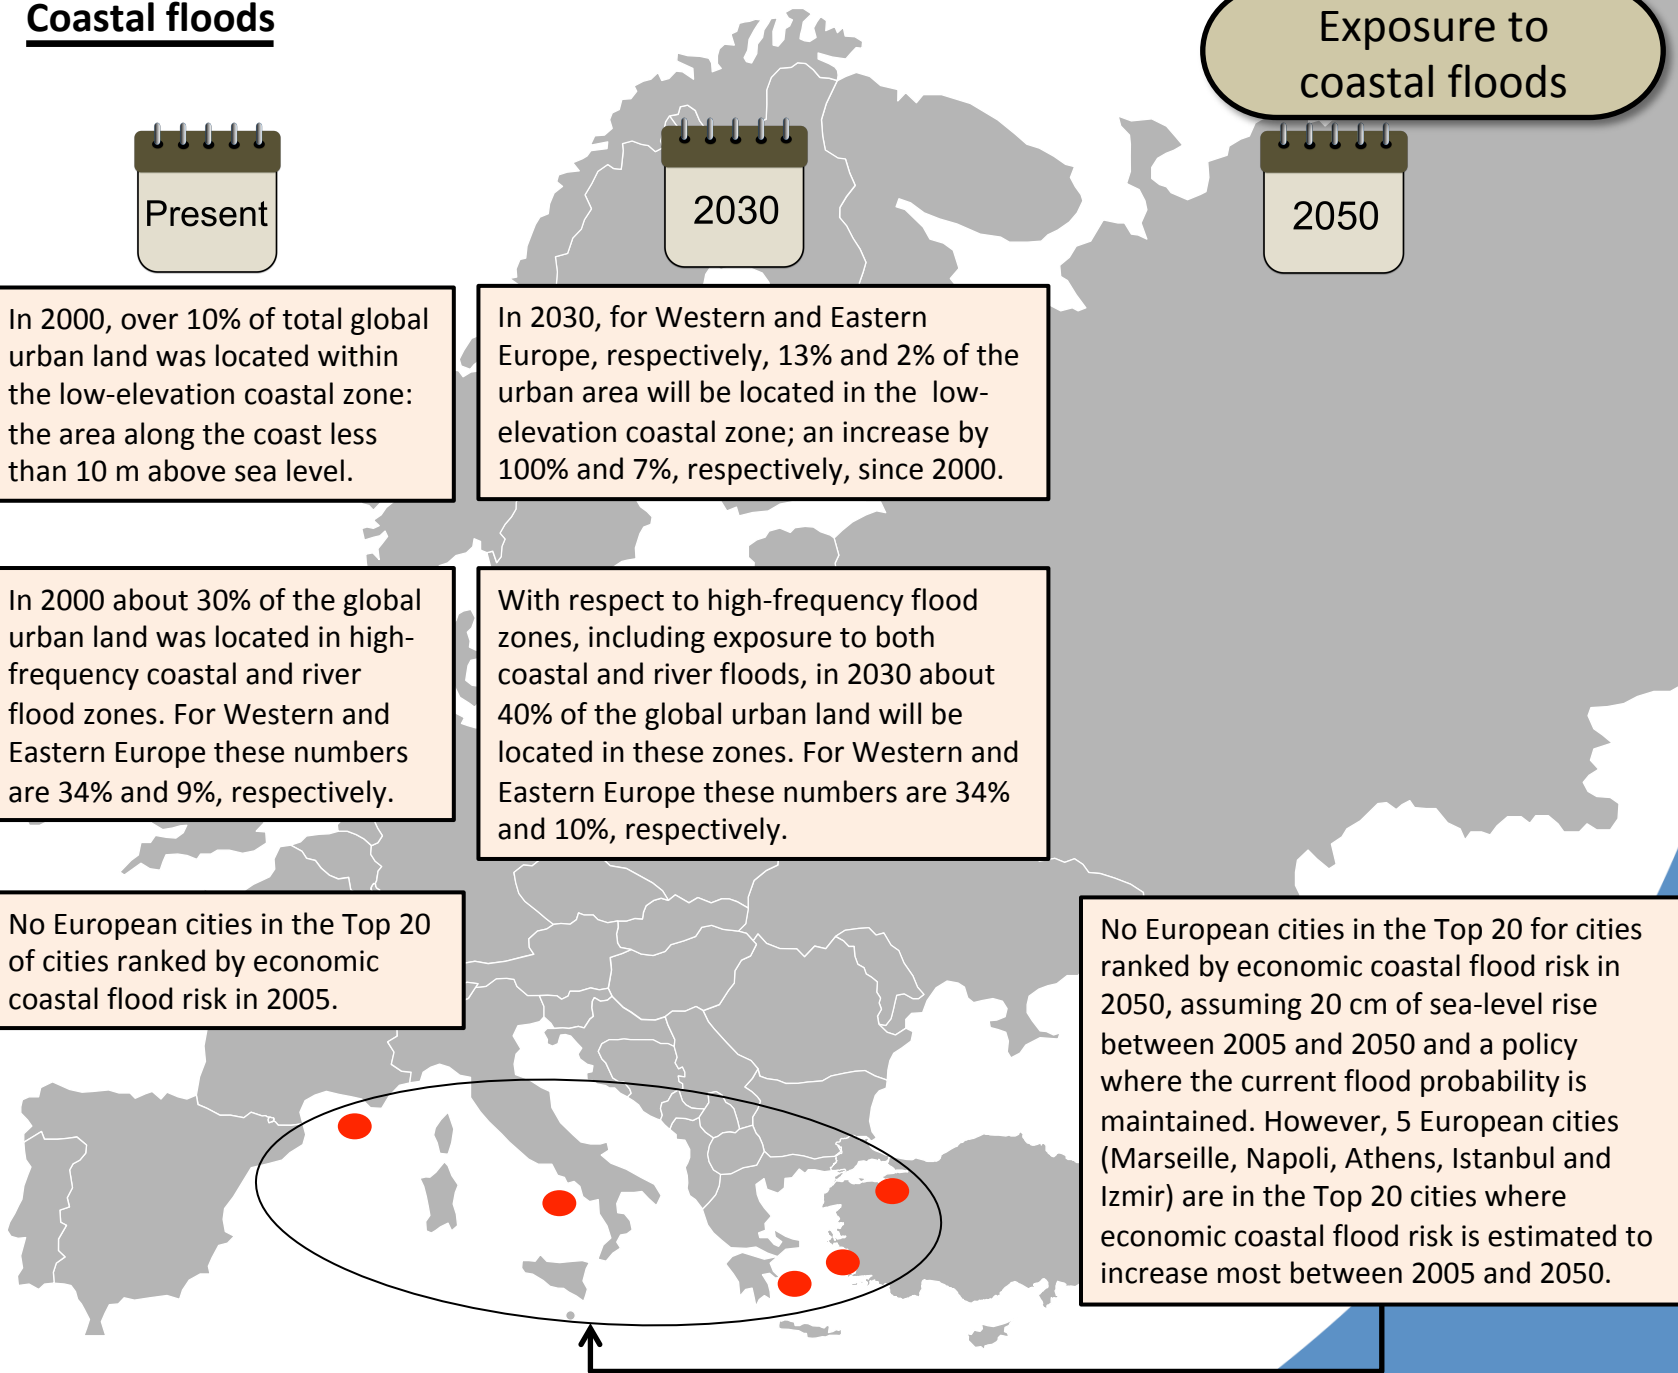 Coastal floods
Exposure to
coastal floods
Present
2030
2050
In 2000, over 10% of total global
urban land was located within
the low-elevation coastal zone:
the area along the coast less
than 10 m above sea level.
In 2030, for Western and Eastern
Europe, respectively, 13% and 2% of the
urban area will be located in the low-
elevation coastal zone; an increase by
100% and 7%, respectively, since 2000.
In 2000 about 30% of the global
urban land was located in high-
frequency coastal and river
flood zones. For Western and
Eastern Europe these numbers
are 34% and 9%, respectively.
With respect to high-frequency flood
zones, including exposure to both
coastal and river floods, in 2030 about
40% of the global urban land will be
located in these zones. For Western and
Eastern Europe these numbers are 34%
and 10%, respectively.
No European cities in the Top 20
of cities ranked by economic
coastal flood risk in 2005.
No European cities in the Top 20 for cities
ranked by economic coastal flood risk in
2050, assuming 20 cm of sea-level rise
between 2005 and 2050 and a policy
where the current flood probability is
maintained. However, 5 European cities
(Marseille, Napoli, Athens, Istanbul and
Izmir) are in the Top 20 cities where
economic coastal flood risk is estimated to
increase most between 2005 and 2050.